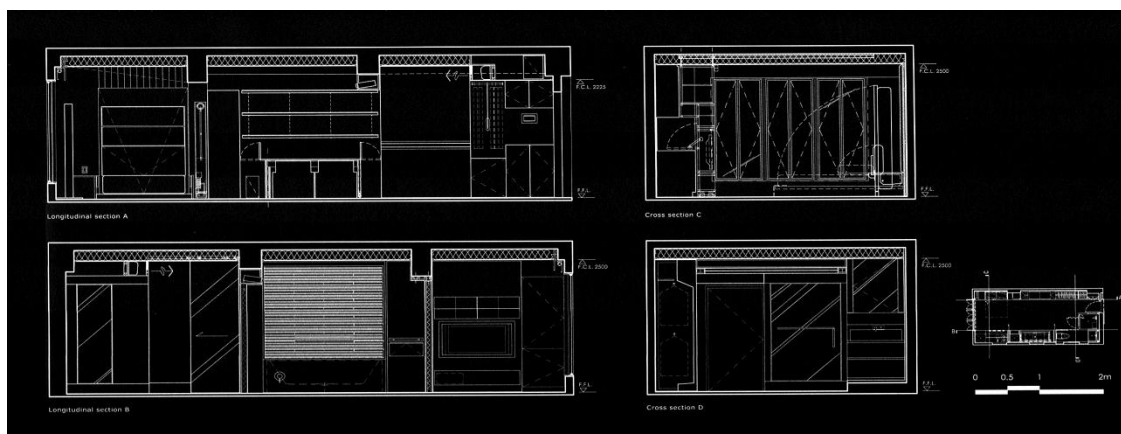 F.C.L. 2225
F.F.L.
Longitudinal section A
F.C.L. 2500
F.F.L.
Cross section C
F.C.L. 2500
F.F.L.
Longitudinal section B
F.C.L. 2500
F.F.L.
Cross section D
0 0.5 1 2m